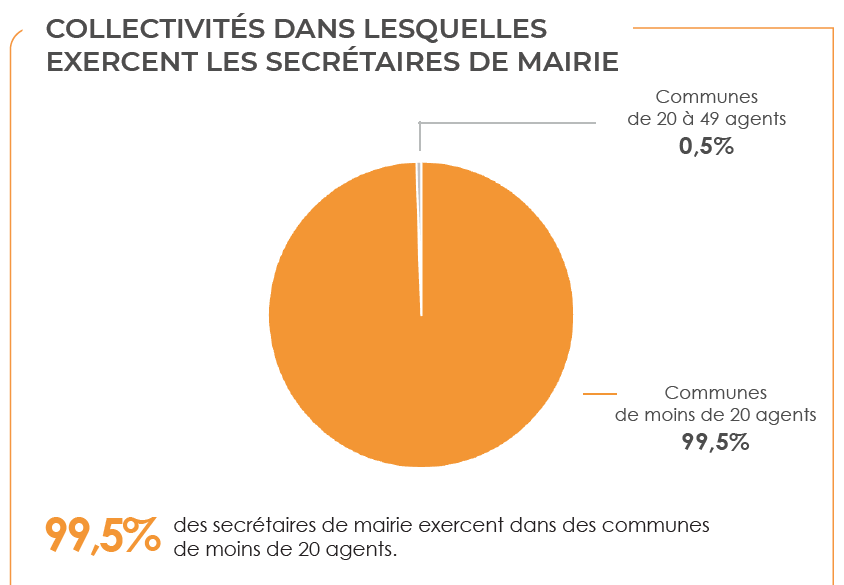 COLLECTIVITÉS DANS LESQUELLES
EXERCENT LES SECRÉTAIRES DE MAIRIE
Communes
de 20 à 49 agents
0,5%
Communes
de moins de 20 agents
99,5%
99,5% des secrétaires de mairie exercent dans des communes
de moins de 20 agents.